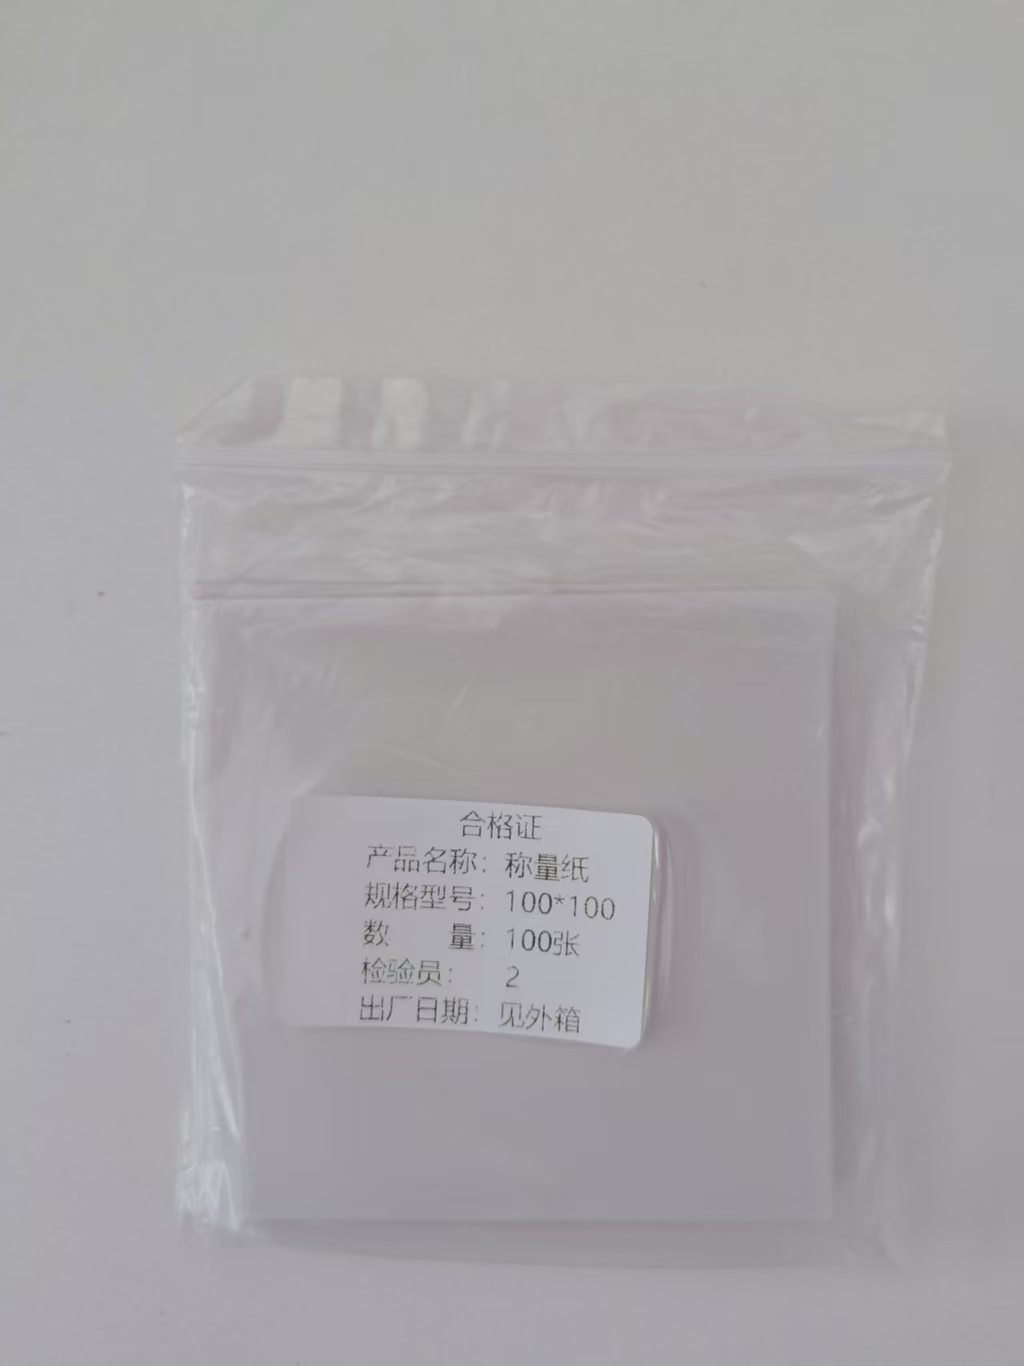 合格证
产品名称：称量纸
规格型号：100*100
数　　量：100张
检验员：　2
出厂日期：见外箱